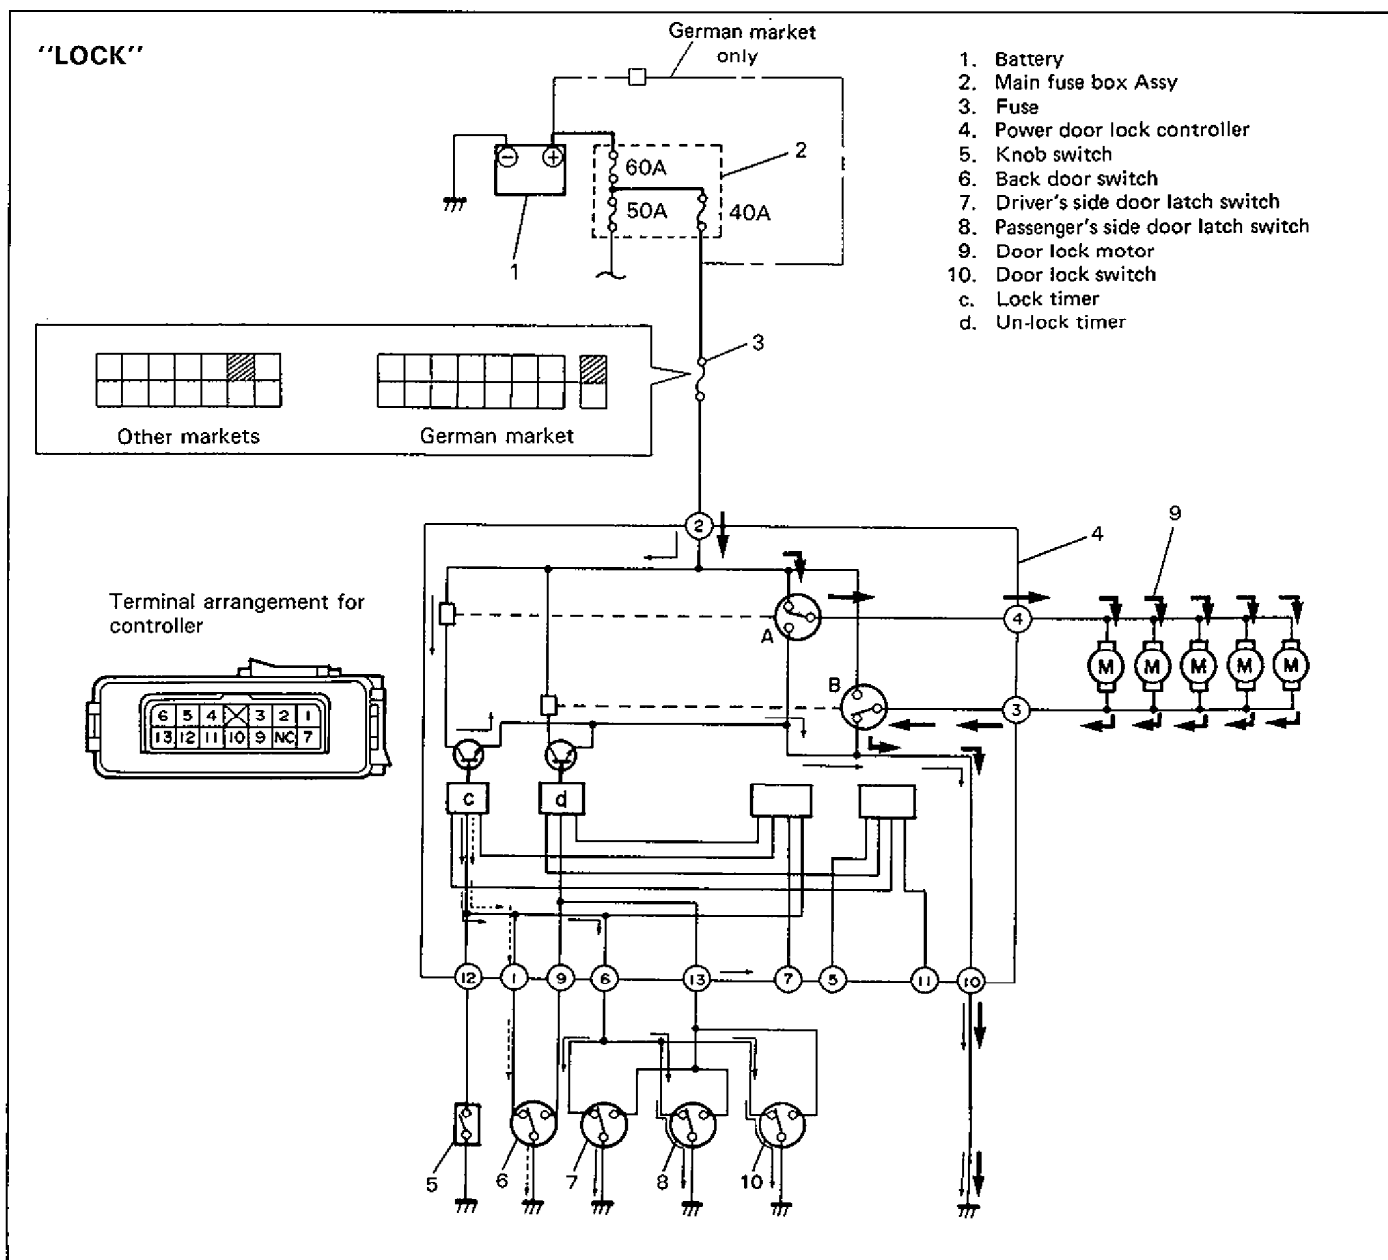 "LOCK"
German market
only
1. Battery
2. Main fuse box Assy
3. Fuse
4. Power door lock controller
5. Knob switch
6. Back door switch
7. Driver's side door latch switch
8. Passenger's side door latch switch
9. Door lock motor
10. Door lock switch
c. Lock timer
d. Un-lock timer
− +
60A
50A
40A
2
1
3
Other markets
German market
2
4
9
Terminal arrangement for
controller
A
4
M M M M M
B
3
6 5 4 3 2 1
13 12 11 10 9 NC 7
c
d
12 1 9 6 13 7 5 11 10
5
6
7
8
10